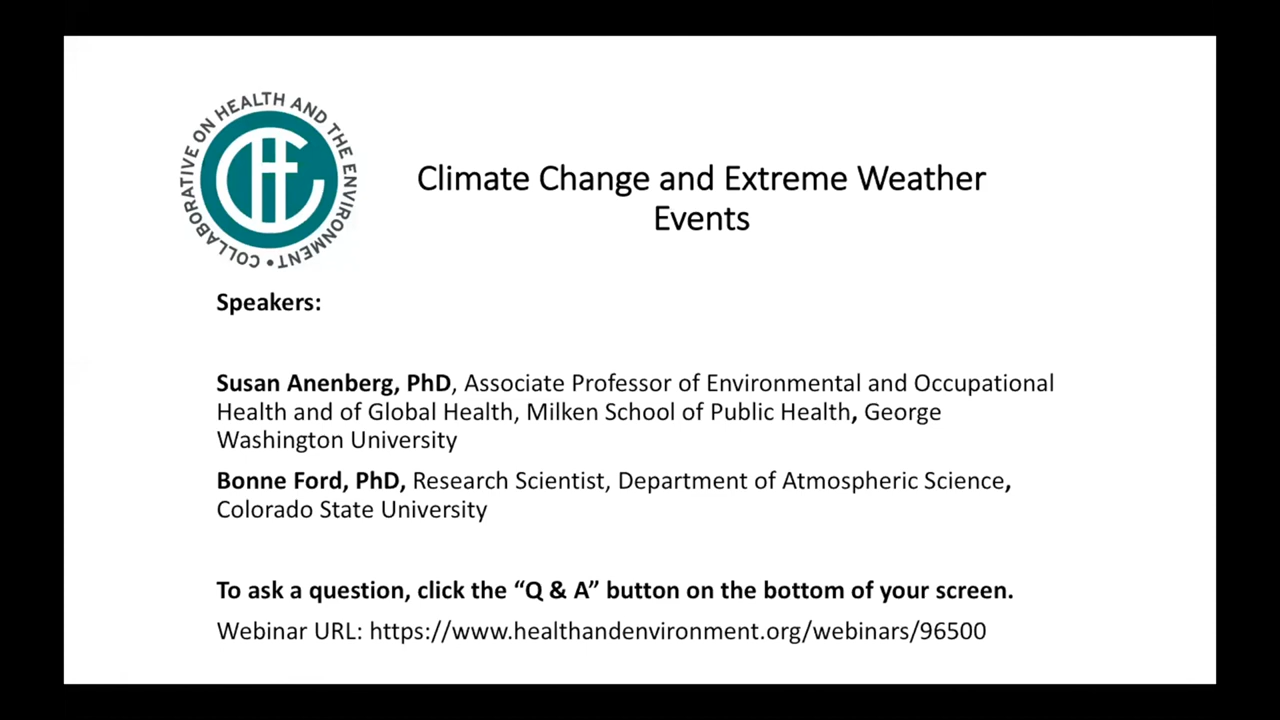 COLLABORATIVE ON HEALTH AND THE ENVIRONMENT •
CHE
Climate Change and Extreme Weather
Events
Speakers:
Susan Anenberg, PhD, Associate Professor of Environmental and Occupational
Health and of Global Health, Milken School of Public Health, George
Washington University
Bonne Ford, PhD, Research Scientist, Department of Atmospheric Science,
Colorado State University
To ask a question, click the “Q & A” button on the bottom of your screen.
Webinar URL: https://www.healthandenvironment.org/webinars/96500